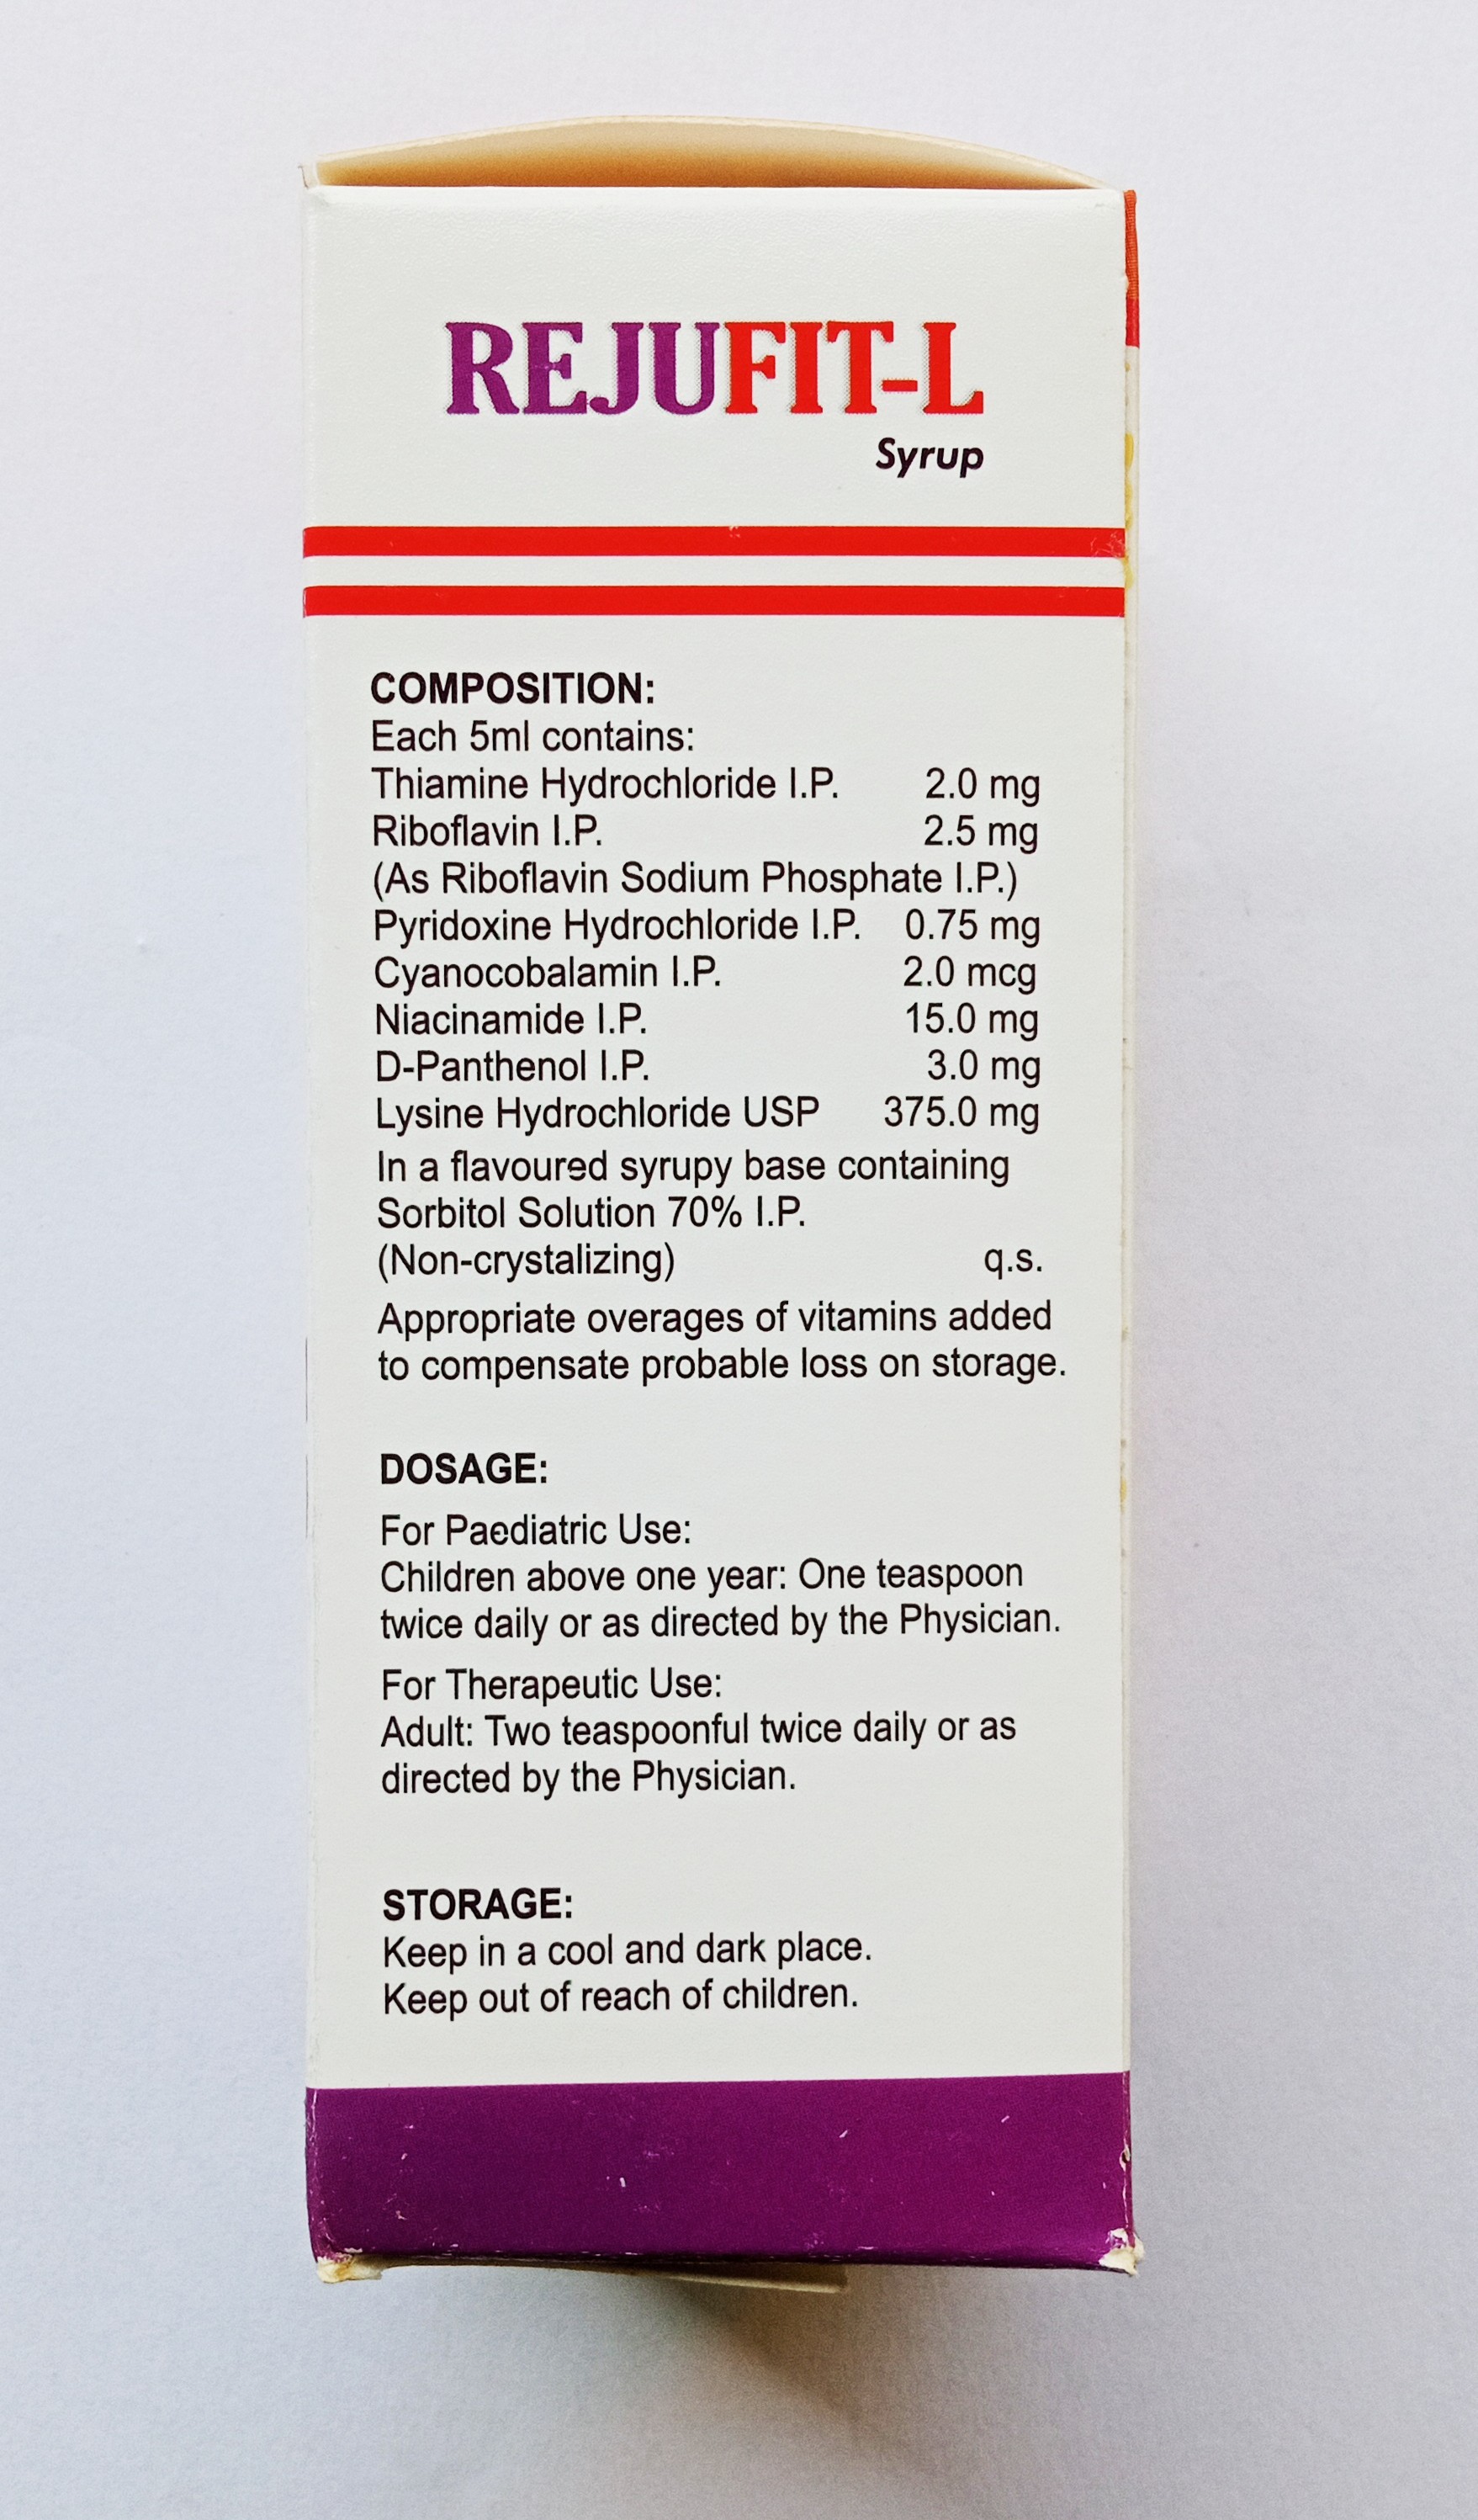 REJUFIT-L
Syrup
COMPOSITION:
Each 5ml contains:
Thiamine Hydrochloride I.P. 2.0 mg
Riboflavin I.P. 2.5 mg
(As Riboflavin Sodium Phosphate I.P.)
Pyridoxine Hydrochloride I.P. 0.75 mg
Cyanocobalamin I.P. 2.0 mcg
Niacinamide I.P. 15.0 mg
D-Panthenol I.P. 3.0 mg
Lysine Hydrochloride USP 375.0 mg
In a flavoured syrupy base containing
Sorbitol Solution 70% I.P.
(Non-crystalizing) q.s.
Appropriate overages of vitamins added
to compensate probable loss on storage.
DOSAGE:
For Paediatric Use:
Children above one year: One teaspoon
twice daily or as directed by the Physician.
For Therapeutic Use:
Adult: Two teaspoonful twice daily or as
directed by the Physician.
STORAGE:
Keep in a cool and dark place.
Keep out of reach of children.